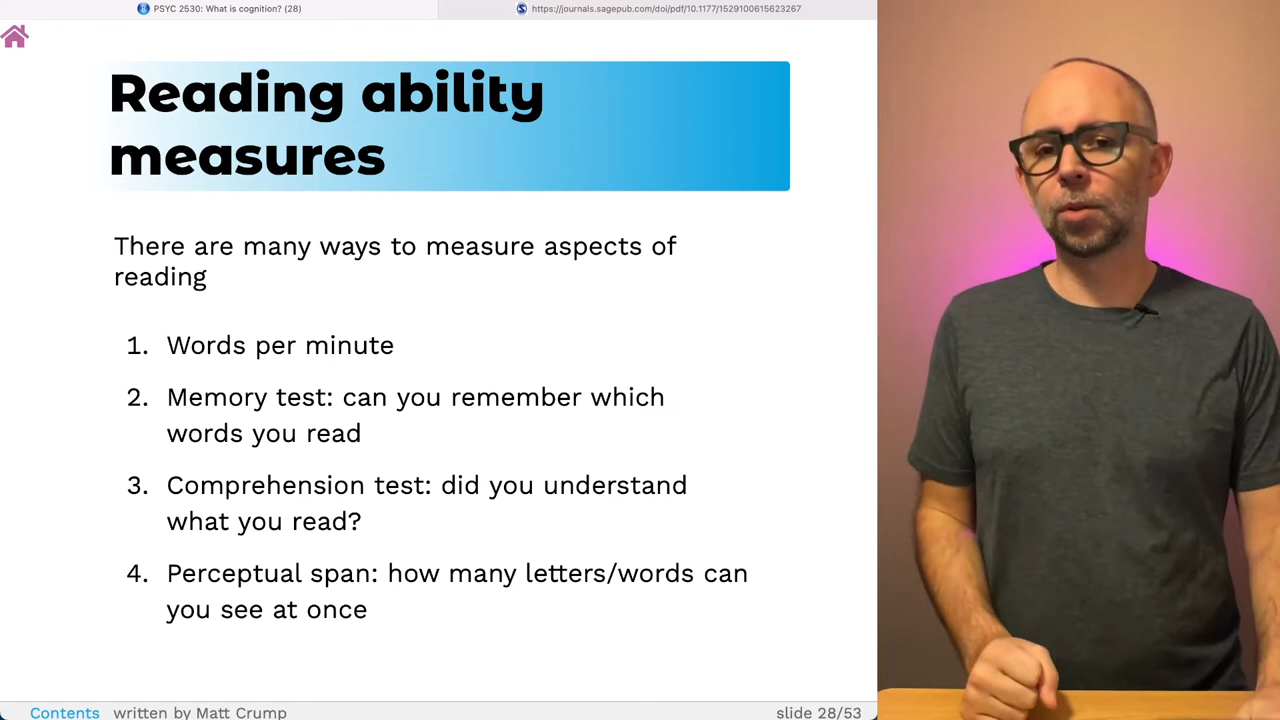 PSYC 2530: What is cognition? (28)
https://journals.sagepub.com/doi/pdf/10.1177/1529100615623267
Reading ability
measures
There are many ways to measure aspects of
reading
1. Words per minute
2. Memory test: can you remember which
words you read
3. Comprehension test: did you understand
what you read?
4. Perceptual span: how many letters/words can
you see at once
Contents written by Matt Crump
slide 28/53